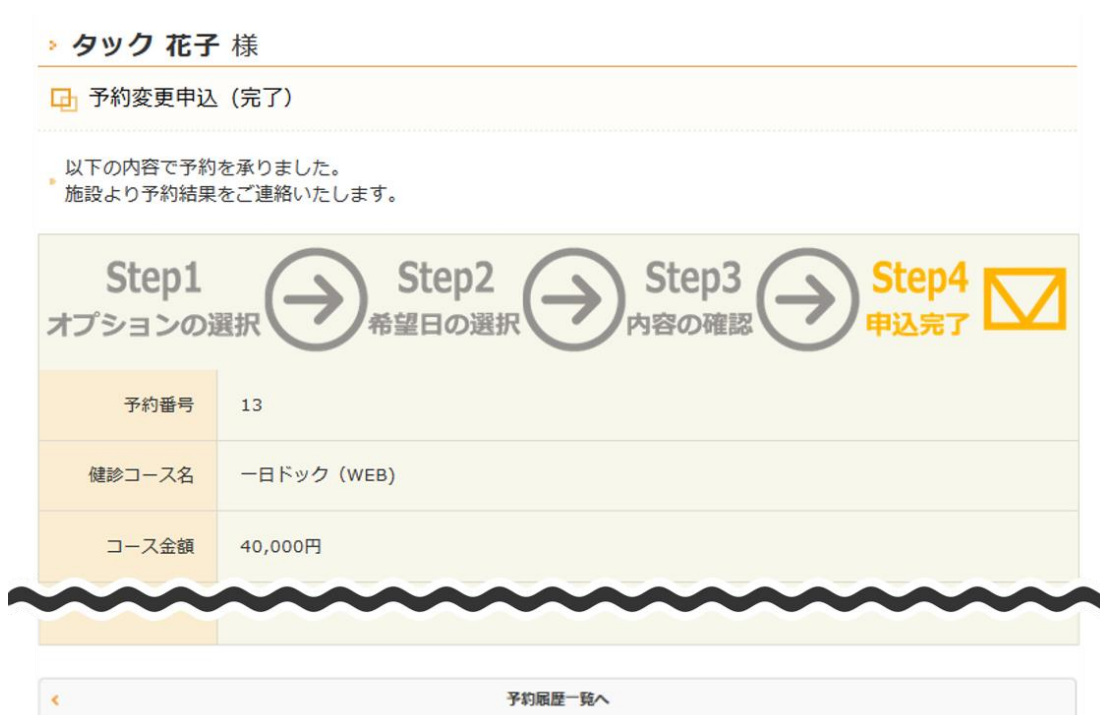 タック 花子 様
予約変更申込（完了）
以下の内容で予約を承りました。
施設より予約結果をご連絡いたします。
Step1
オプションの選択
Step2
希望日の選択
Step3
内容の確認
Step4
申込完了
予約番号 13
健診コース名 一日ドック（WEB)
コース金額 40,000円
予約履歴一覧へ